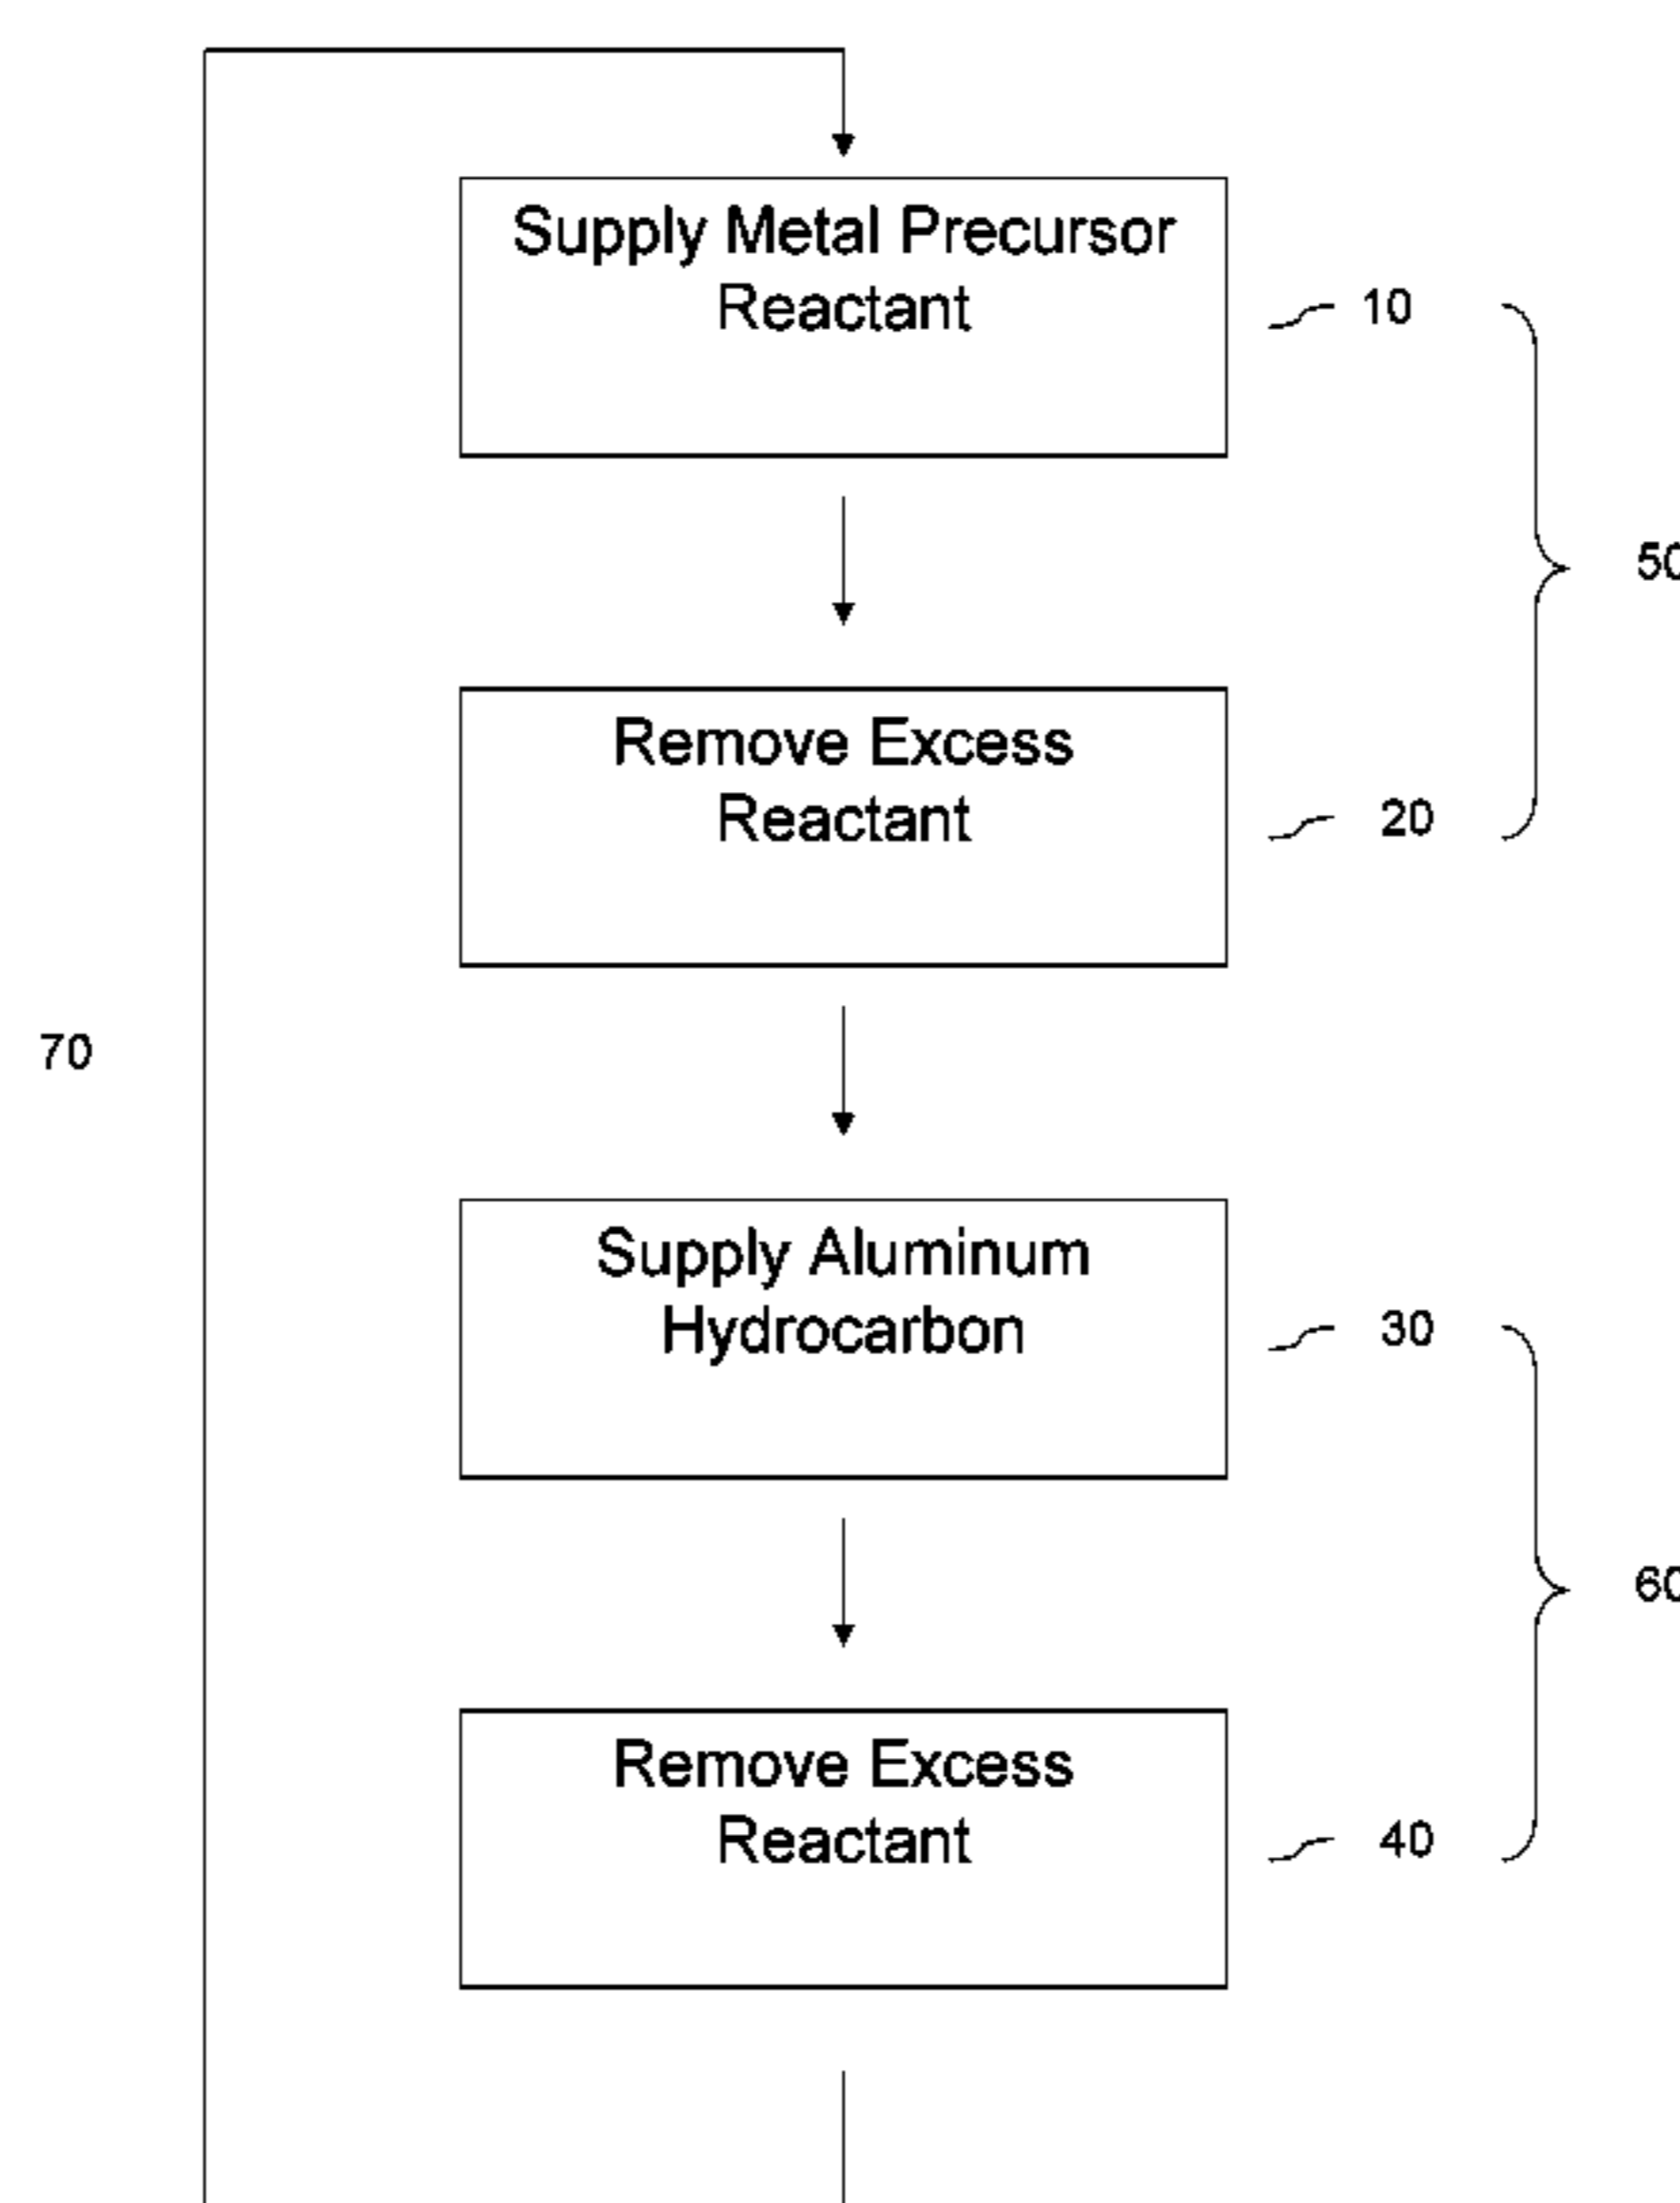 Supply Metal Precursor
Reactant
10
50
Remove Excess
Reactant
20
70
Supply Aluminum
Hydrocarbon
30
60
Remove Excess
Reactant
40